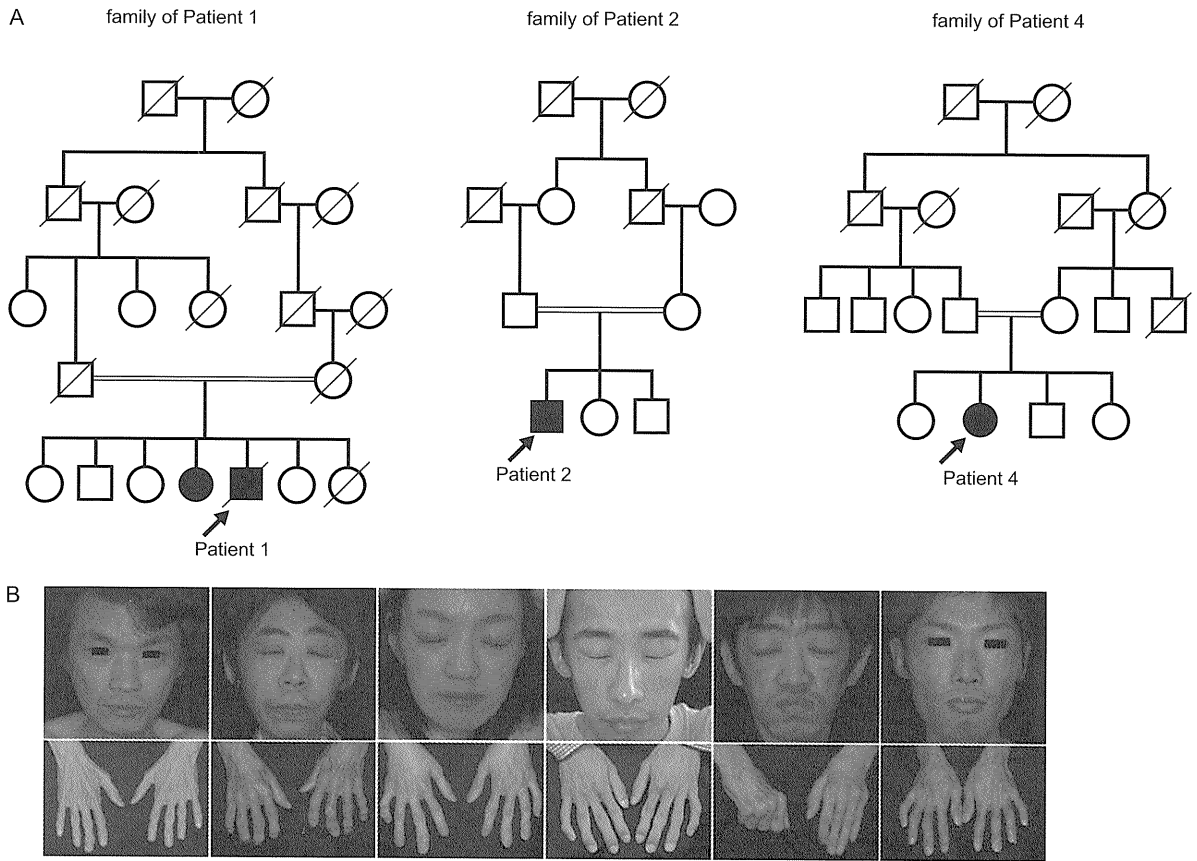 A
family of Patient 1
family of Patient 2
family of Patient 4
Patient 1
Patient 2
Patient 4
B